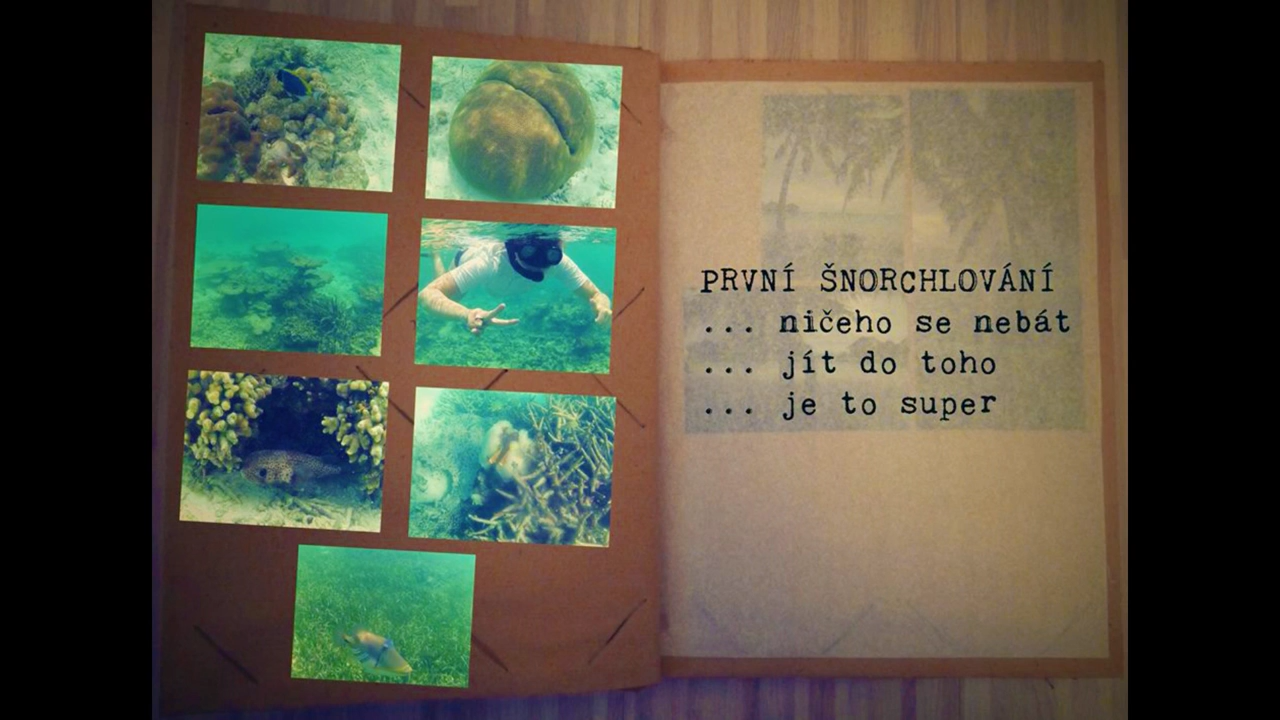 PRVNÍ ŠNORCHLOVÁNÍ
... ničeho se nebát
... jít do toho
... je to super